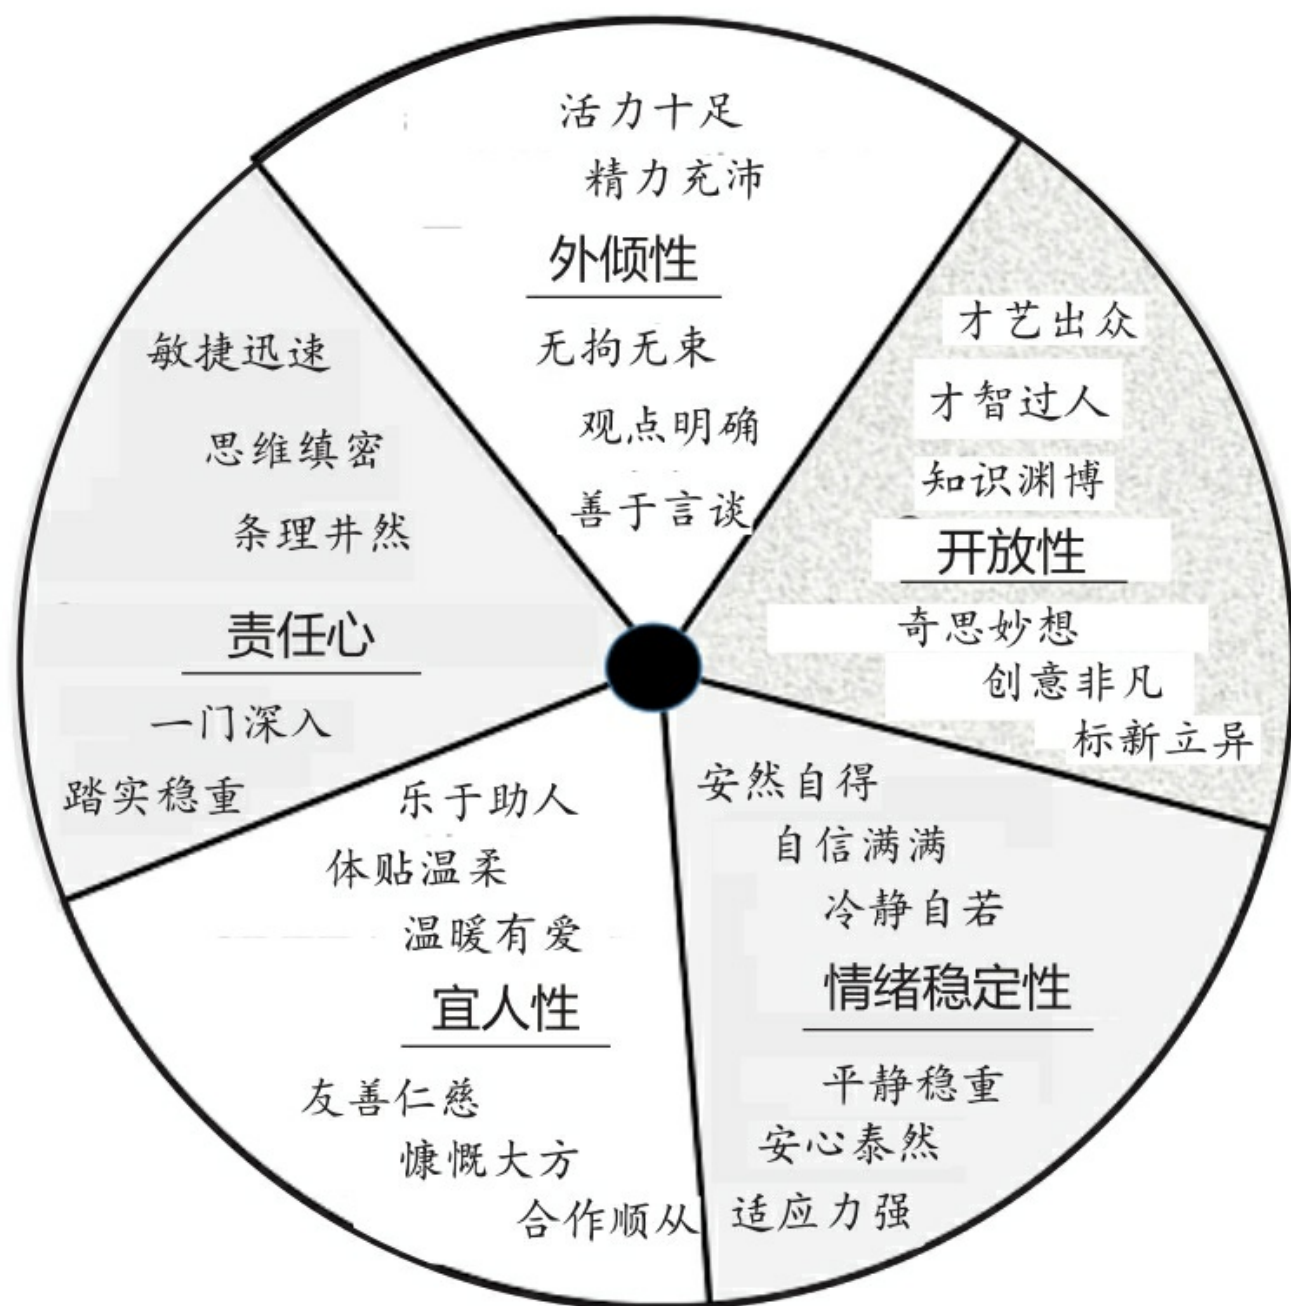 活力十足
精力充沛
外倾性
无拘无束
观点明确
善于言谈
才艺出众
才智过人
知识渊博
开放性
奇思妙想
创意非凡
标新立异
安然自得
自信满满
冷静自若
情绪稳定性
平静稳重
安心泰然
适应力强
乐于助人
体贴温柔
温暖有爱
宜人性
友善仁慈
慷慨大方
合作顺从
敏捷迅速
思维缜密
条理井然
责任心
一门深入
踏实稳重